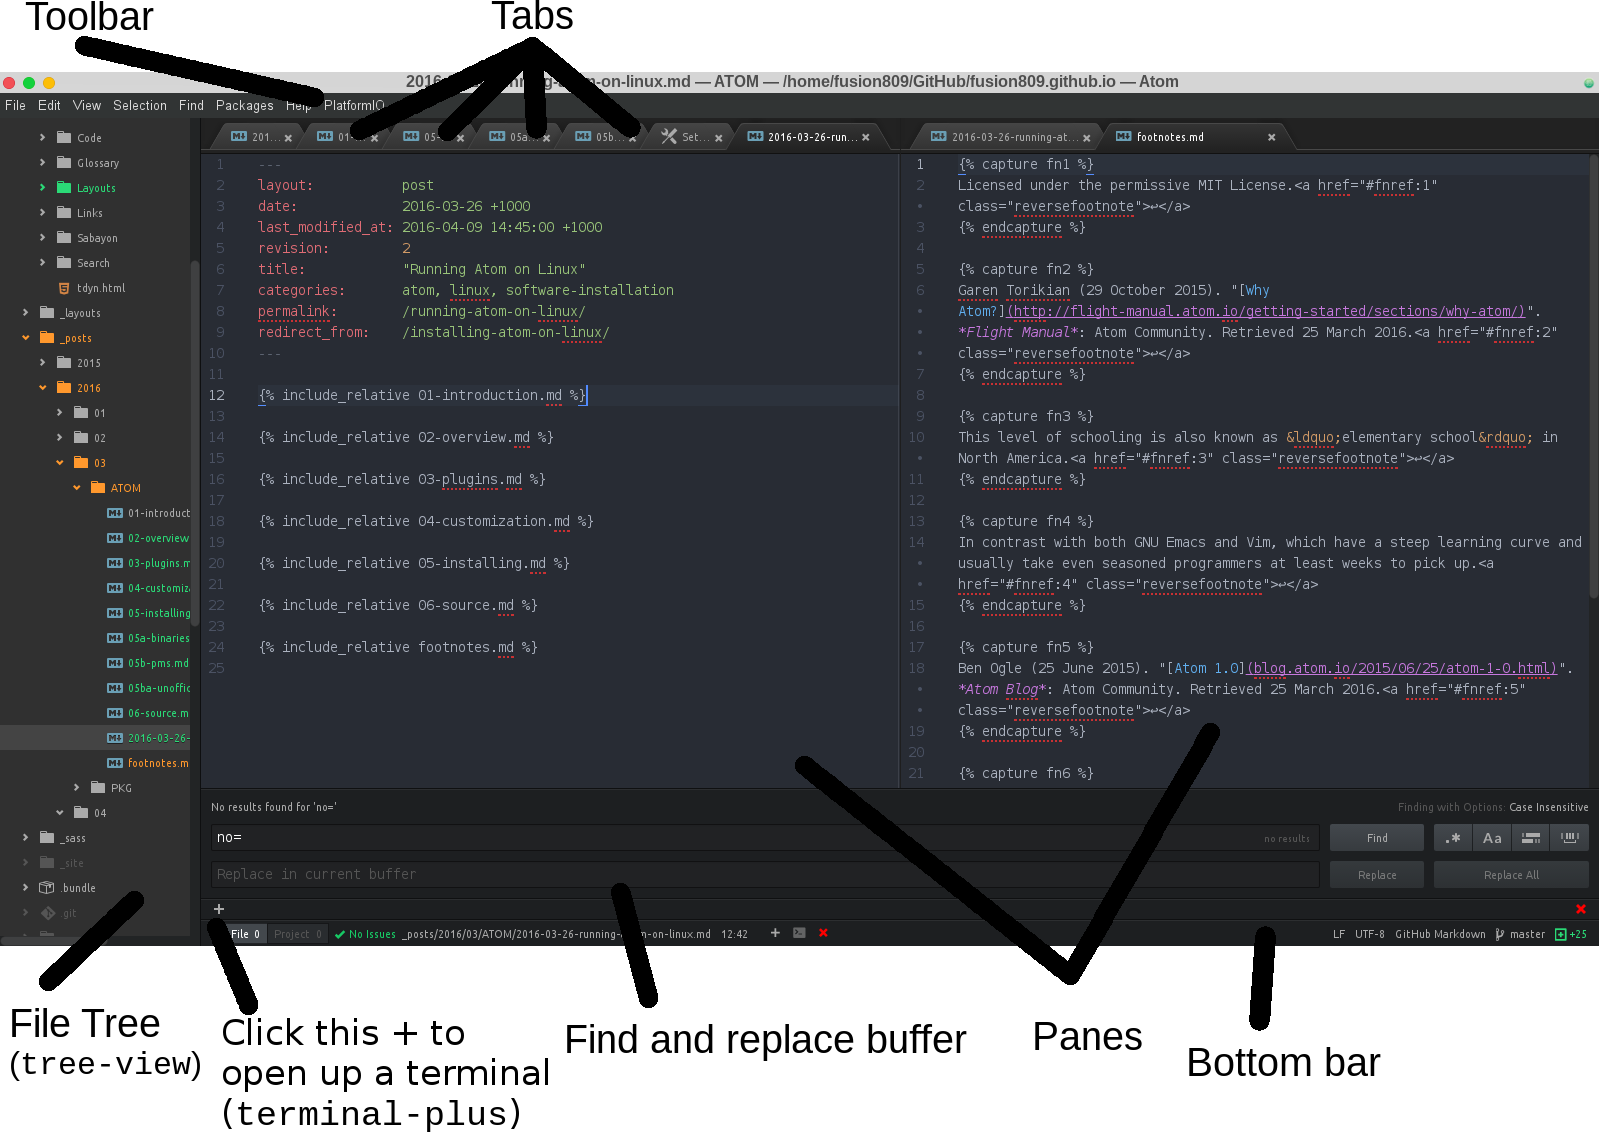 Toolbar
Tabs
2016- -running- -on-linux.md — ATOM — /home/fusion809/GitHub/fusion809.github.io — Atom
File Edit View Selection Find Packages Help PlatformIO
201...
01-
05-
05a...
05b...
Set...
2016-03-26-run...
2016-03-26-running-at...
footnotes.md
Code
Glossary
Layouts
Links
Sabayon
Search
tdyn.html
_layouts
_posts
2015
2016
01
02
03
ATOM
01-introduct
02-overview
03-plugins.m
04-customiz
05-installing
05a-binaries
05b-pms.md
05ba-unoffic
06-source.m
2016-03-26-
footnotes.m
PKG
04
_sass
_site
.bundle
.git
1 ---
2 layout: post
3 date: 2016-03-26 +1000
4 last_modified_at: 2016-04-09 14:45:00 +1000
5 revision: 2
6 title: "Running Atom on Linux"
7 categories: atom, linux, software-installation
8 permalink: /running-atom-on-linux/
9 redirect_from: /installing-atom-on-linux/
10 ---
11
12 {% include_relative 01-introduction.md %}
13
14 {% include_relative 02-overview.md %}
15
16 {% include_relative 03-plugins.md %}
17
18 {% include_relative 04-customization.md %}
19
20 {% include_relative 05-installing.md %}
21
22 {% include_relative 06-source.md %}
23
24 {% include_relative footnotes.md %}
25
1 {% capture fn1 %}
2 Licensed under the permissive MIT License.<a href="#fnref:1"
• class="reversefootnote">↩</a>
3 {% endcapture %}
4
5 {% capture fn2 %}
6 Garen Torikian (29 October 2015). "[Why
• Atom?](http://flight-manual.atom.io/getting-started/sections/why-atom/)".
• *Flight Manual*: Atom Community. Retrieved 25 March 2016.<a href="#fnref:2"
• class="reversefootnote">↩</a>
7 {% endcapture %}
8
9 {% capture fn3 %}
10 This level of schooling is also known as &ldquo;elementary school&rdquo; in
• North America.<a href="#fnref:3" class="reversefootnote">↩</a>
11 {% endcapture %}
12
13 {% capture fn4 %}
14 In contrast with both GNU Emacs and Vim, which have a steep learning curve and
• usually take even seasoned programmers at least weeks to pick up.<a
• href="#fnref:4" class="reversefootnote">↩</a>
15 {% endcapture %}
16
17 {% capture fn5 %}
18 Ben Ogle (25 June 2015). "[Atom 1.0](blog.atom.io/2015/06/25/atom-1-0.html)".
• *Atom Blog*: Atom Community. Retrieved 25 March 2016.<a href="#fnref:5"
• class="reversefootnote">↩</a>
19 {% endcapture %}
20
21 {% capture fn6 %}
No results found for 'no='
Finding with Options: Case Insensitive
no=
no results
Find
.*
Aa
Replace in current buffer
Replace
Replace All
+
File 0 Project 0 No Issues _posts/2016/03/ATOM/2016-03-26-running-a m-on-linux.md 12:42 +
LF UTF-8 GitHub Markdown master +25
File Tree
(tree-view)
Click this + to
open up a terminal
(terminal-plus)
Find and replace buffer
Panes
Bottom bar